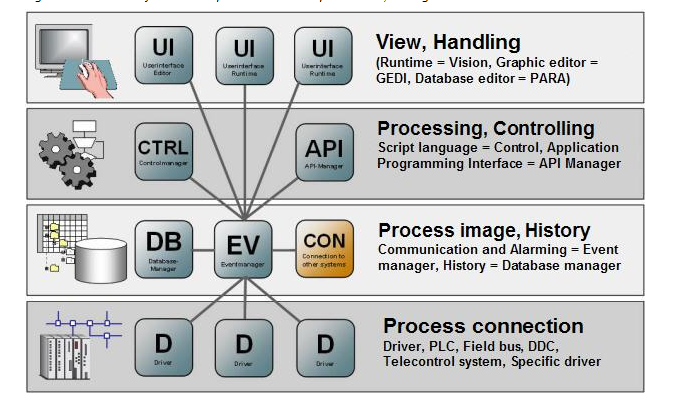 UI
Userinterface
Editor
UI
Userinterface
Runtime
UI
Userinterface
Runtime
View, Handling
(Runtime = Vision, Graphic editor =
GEDI, Database editor = PARA)
CTRL
Controlmanager
API
API-Manager
Processing, Controlling
Script language = Control, Application
Programming Interface = API Manager
DB
Database-
Manager
EV
Eventmanager
CON
Connection to
other systems
Process image, History
Communication and Alarming = Event
manager, History = Database manager
D
Driver
D
Driver
D
Driver
Process connection
Driver, PLC, Field bus, DDC,
Telecontrol system, Specific driver